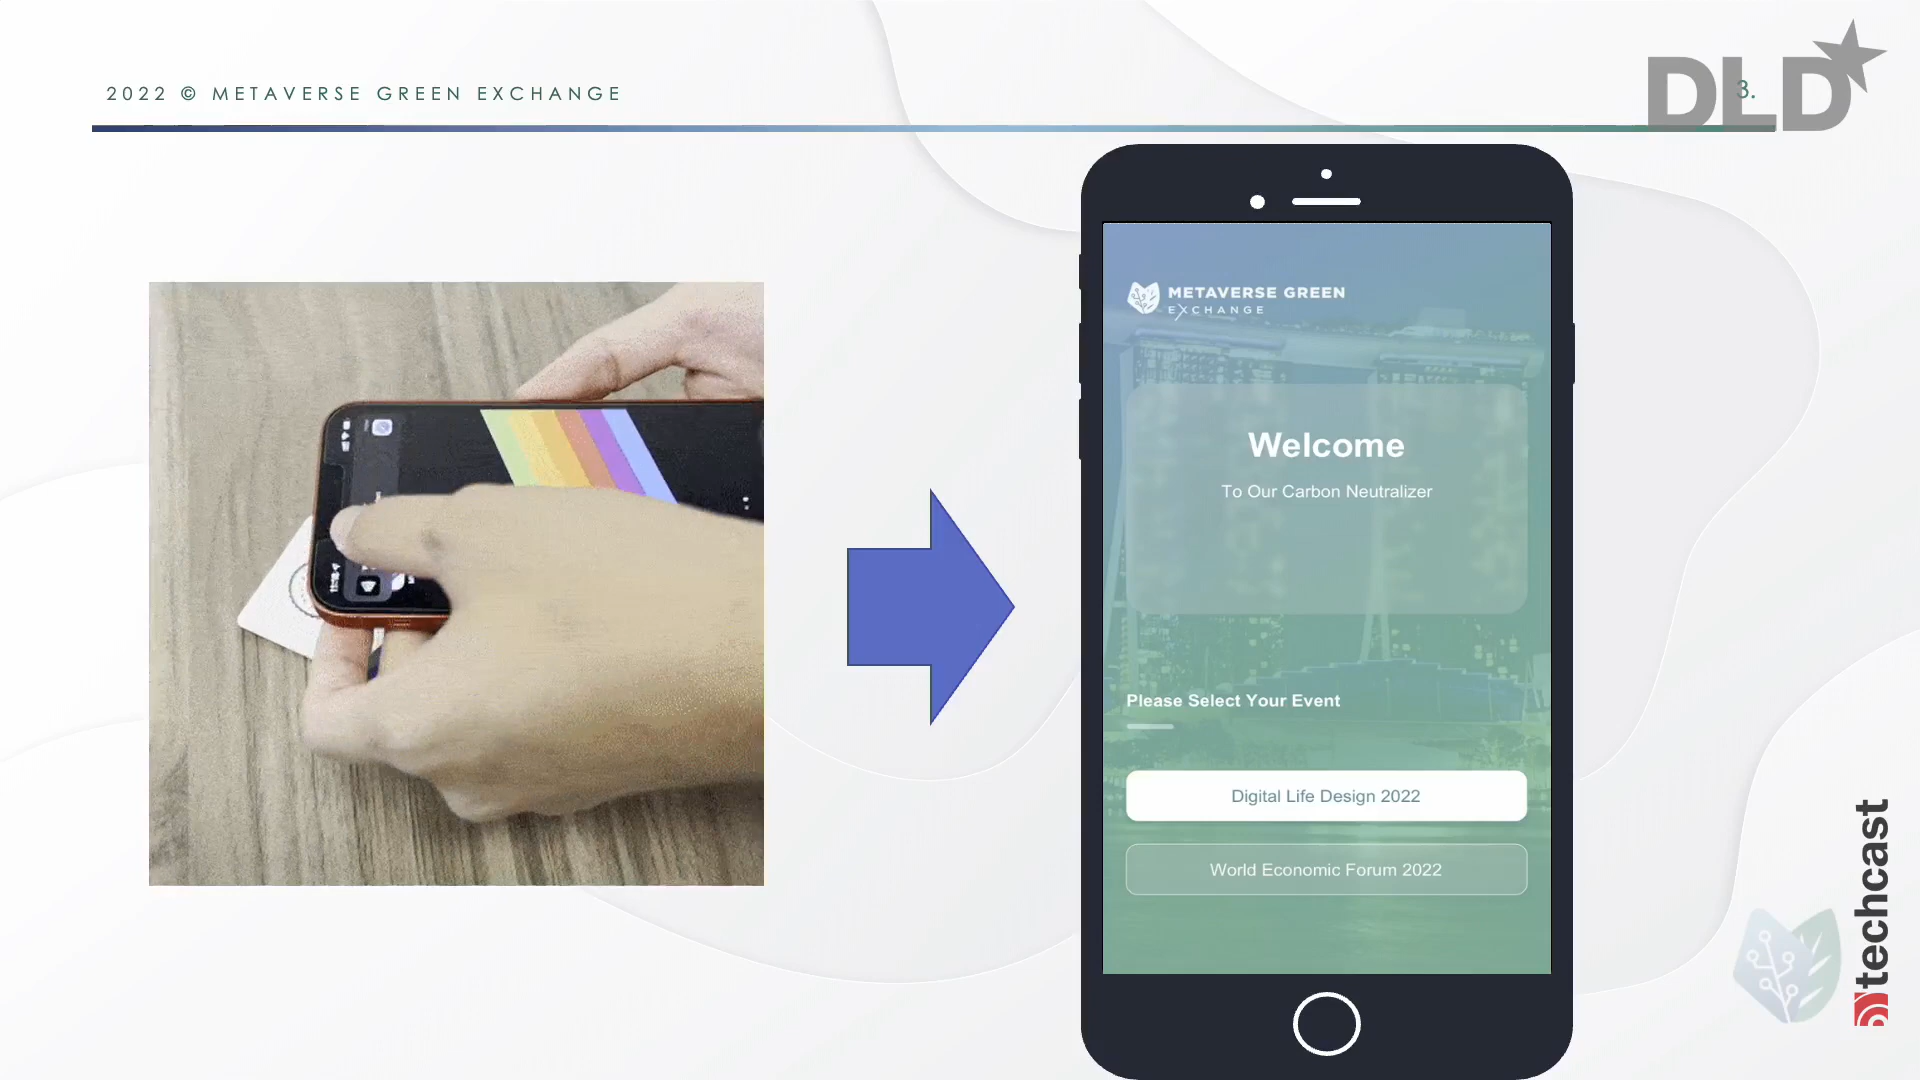 2022 © METAVERSE GREEN EXCHANGE
DLD
3.
METAVERSE GREEN
EXCHANGE
Welcome
To Our Carbon Neutralizer
Please Select Your Event
Digital Life Design 2022
World Economic Forum 2022
techcast